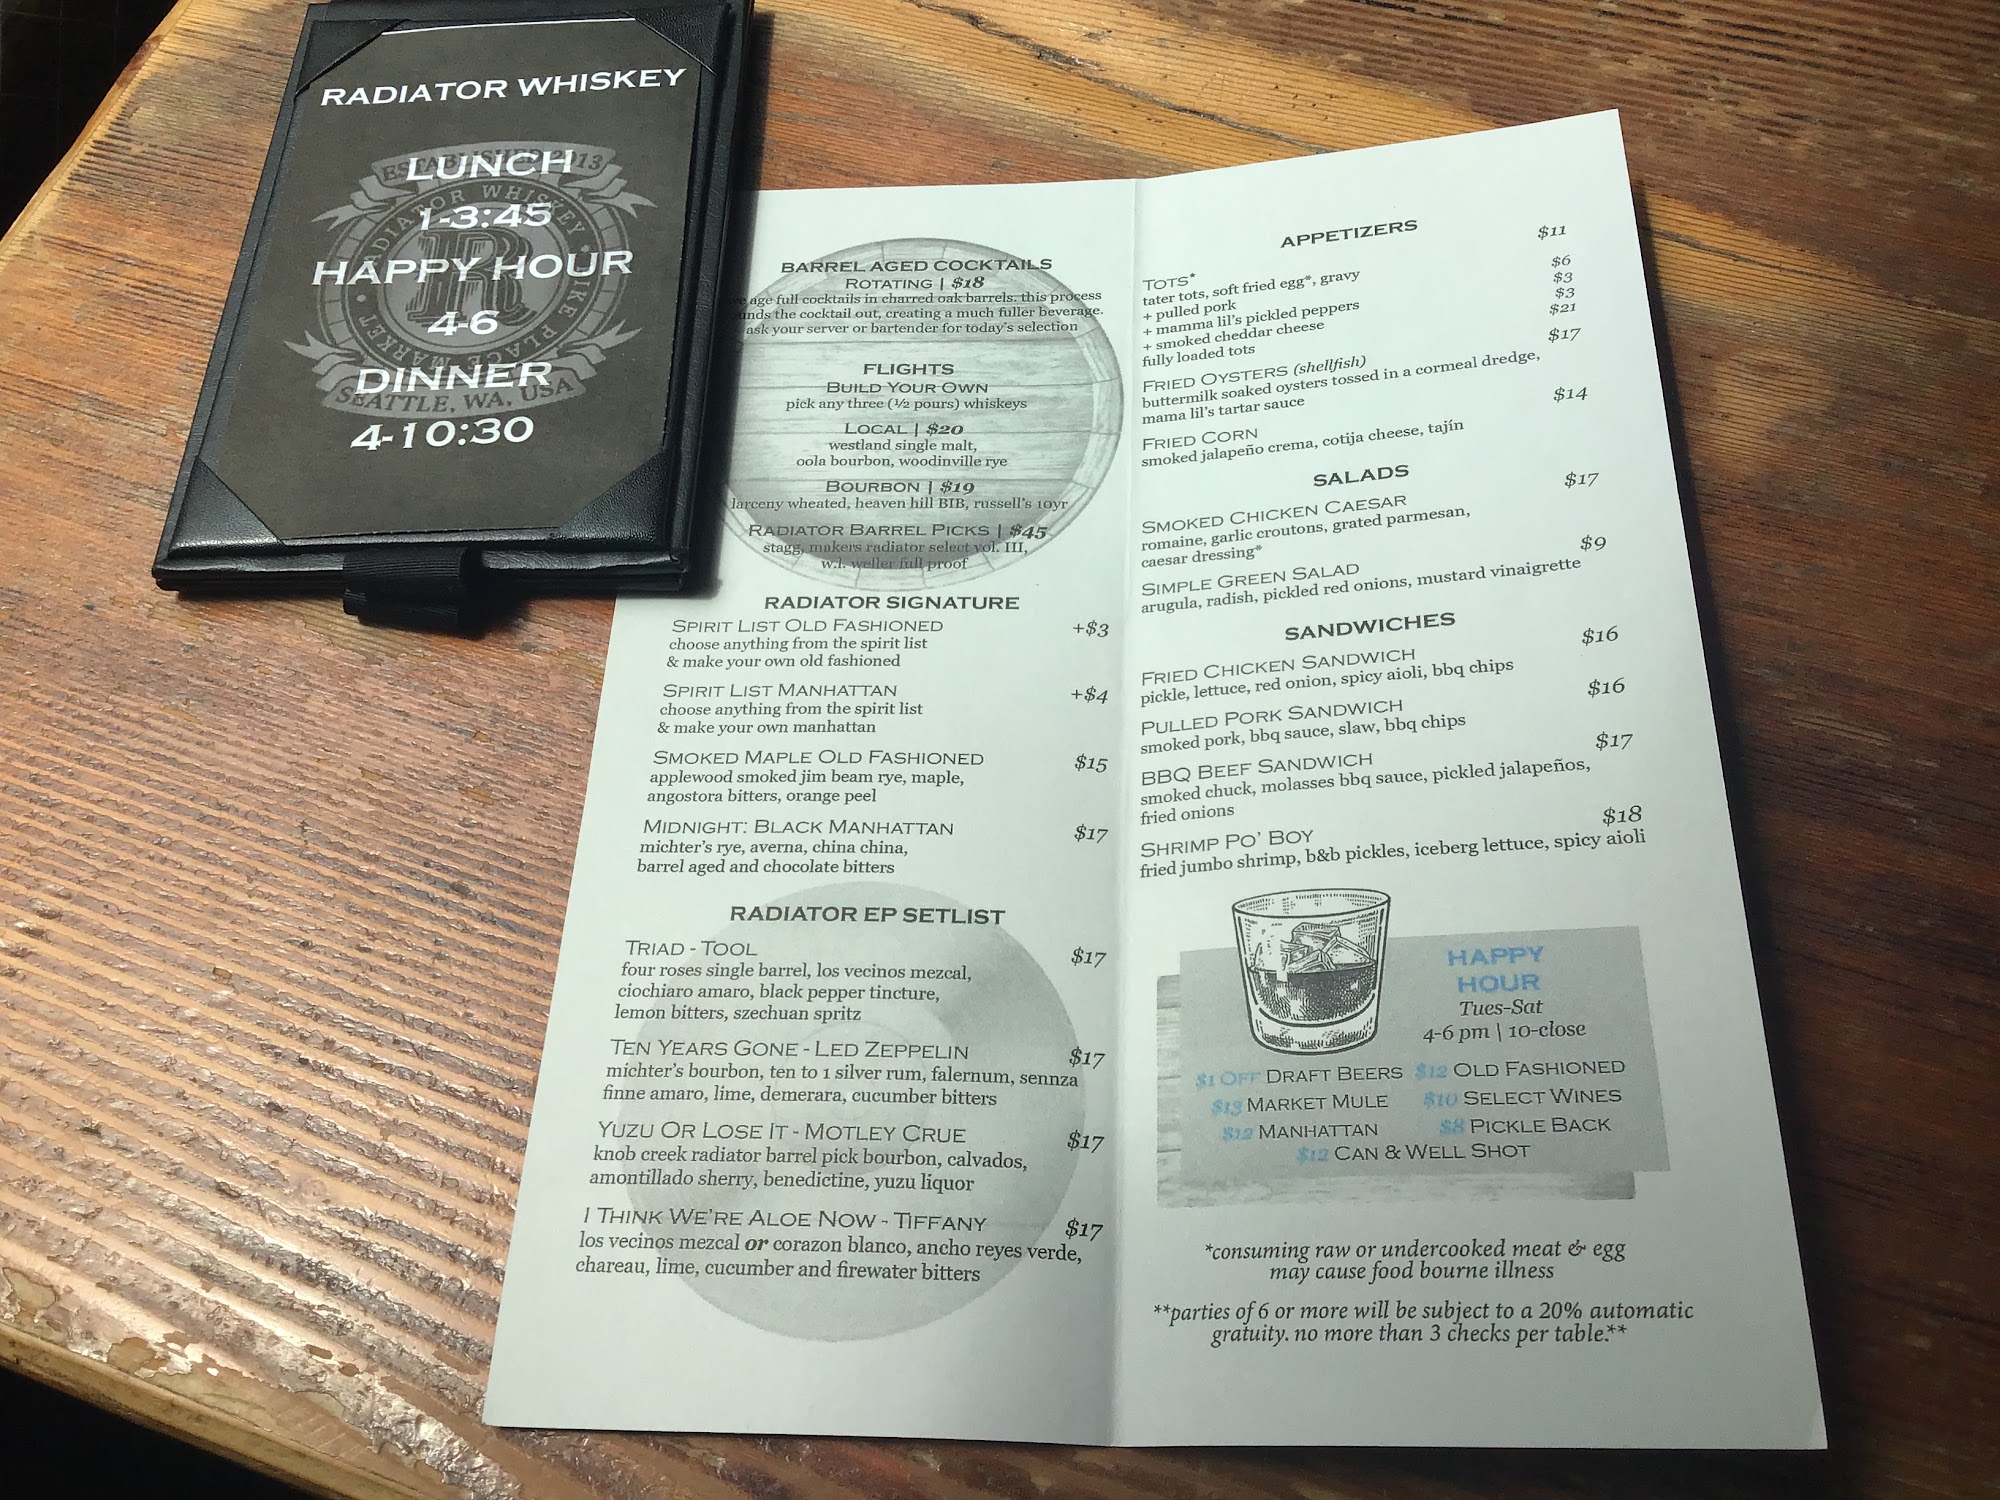 RADIATOR WHISKEY
ESTABLISHED 2013
LUNCH
RADIATOR WHISKEY
1-3:45
R
HAPPY HOUR
4-6
PIKE PLACE MARKET
DINNER
SEATTLE, WA, USA
4-10:30
BARREL AGED COCKTAILS
ROTATING | $18
age full cocktails in charred oak barrels. this process
the cocktail out, creating a much fuller beverage.
ask your server or bartender for today's selection
FLIGHTS
BUILD YOUR OWN
pick any three (½ pours) whiskeys
LOCAL | $20
westland single malt,
oola bourbon, woodinville rye
BOURBON | $19
larceny wheated, heaven hill BIB, russell's 10yr
RADIATOR BARREL PICKS | $45
stagg, makers radiator select vol. III,
w.l. weller full proof
RADIATOR SIGNATURE
SPIRIT LIST OLD FASHIONED +$3
choose anything from the spirit list
& make your own old fashioned
SPIRIT LIST MANHATTAN +$4
choose anything from the spirit list
& make your own manhattan
SMOKED MAPLE OLD FASHIONED $15
applewood smoked jim beam rye, maple,
angostora bitters, orange peel
MIDNIGHT: BLACK MANHATTAN $17
michter's rye, averna, china china,
barrel aged and chocolate bitters
RADIATOR EP SETLIST
TRIAD - TOOL $17
four roses single barrel, los vecinos mezcal,
ciochiaro amaro, black pepper tincture,
lemon bitters, szechuan spritz
TEN YEARS GONE - LED ZEPPELIN $17
michter's bourbon, ten to 1 silver rum, falernum, sennza
finne amaro, lime, demerara, cucumber bitters
YUZU OR LOSE IT - MOTLEY CRUE $17
knob creek radiator barrel pick bourbon, calvados,
amontillado sherry, benedictine, yuzu liquor
I THINK WE'RE ALOE NOW - TIFFANY $17
los vecinos mezcal or corazon blanco, ancho reyes verde,
chareau, lime, cucumber and firewater bitters
APPETIZERS
TOTS* $11
tater tots, soft fried egg*, gravy
+ pulled pork $6
+ mamma lil's pickled peppers $3
+ smoked cheddar cheese $3
fully loaded tots $21
FRIED OYSTERS (shellfish) $17
buttermilk soaked oysters tossed in a cormeal dredge,
mama lil's tartar sauce
FRIED CORN $14
smoked jalapeño crema, cotija cheese, tajín
SALADS
SMOKED CHICKEN CAESAR $17
romaine, garlic croutons, grated parmesan,
caesar dressing*
SIMPLE GREEN SALAD $9
arugula, radish, pickled red onions, mustard vinaigrette
SANDWICHES
FRIED CHICKEN SANDWICH $16
pickle, lettuce, red onion, spicy aioli, bbq chips
PULLED PORK SANDWICH $16
smoked pork, bbq sauce, slaw, bbq chips
BBQ BEEF SANDWICH $17
smoked chuck, molasses bbq sauce, pickled jalapeños,
fried onions
SHRIMP PO' BOY $18
fried jumbo shrimp, b&b pickles, iceberg lettuce, spicy aioli
HAPPY
HOUR
Tues-Sat
4-6 pm | 10-close
$1 OFF DRAFT BEERS $12 OLD FASHIONED
$13 MARKET MULE $10 SELECT WINES
$12 MANHATTAN $8 PICKLE BACK
$12 CAN & WELL SHOT
*consuming raw or undercooked meat & egg
may cause food bourne illness
**parties of 6 or more will be subject to a 20% automatic
gratuity. no more than 3 checks per table.**